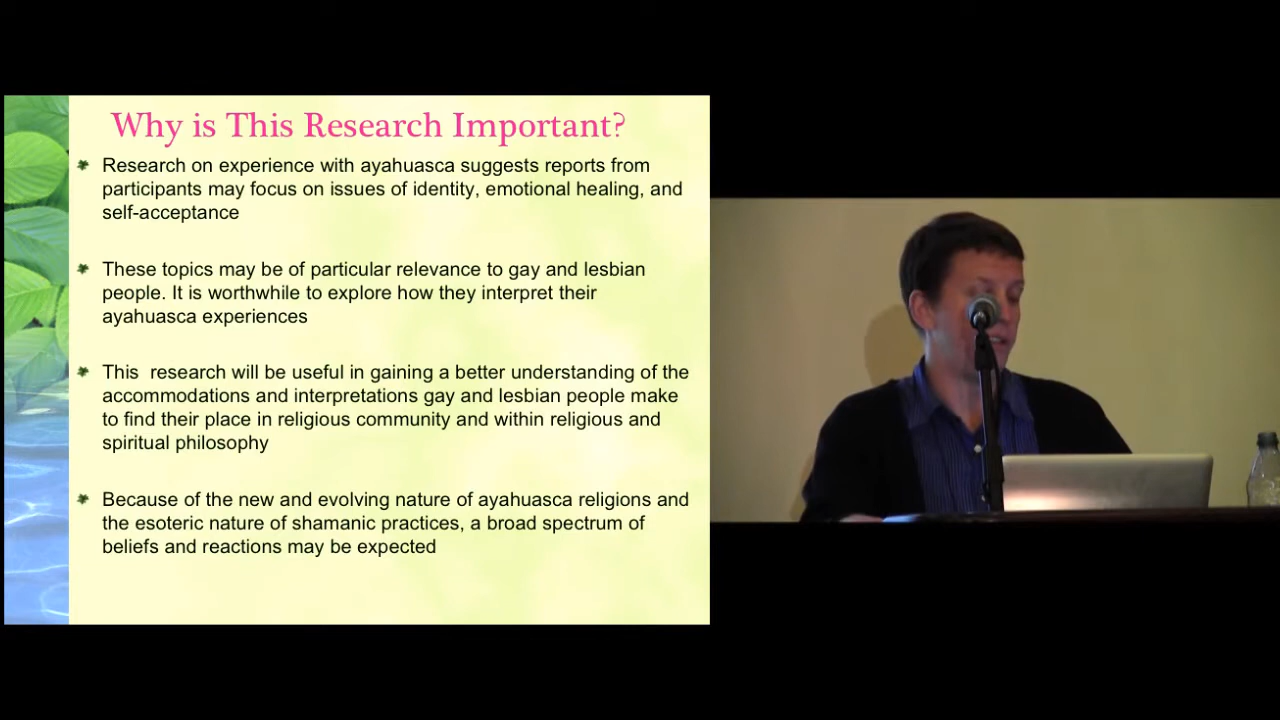 Why is This Research Important?
Research on experience with ayahuasca suggests reports from
participants may focus on issues of identity, emotional healing, and
self-acceptance
These topics may be of particular relevance to gay and lesbian
people. It is worthwhile to explore how they interpret their
ayahuasca experiences
This research will be useful in gaining a better understanding of the
accommodations and interpretations gay and lesbian people make
to find their place in religious community and within religious and
spiritual philosophy
Because of the new and evolving nature of ayahuasca religions and
the esoteric nature of shamanic practices, a broad spectrum of
beliefs and reactions may be expected